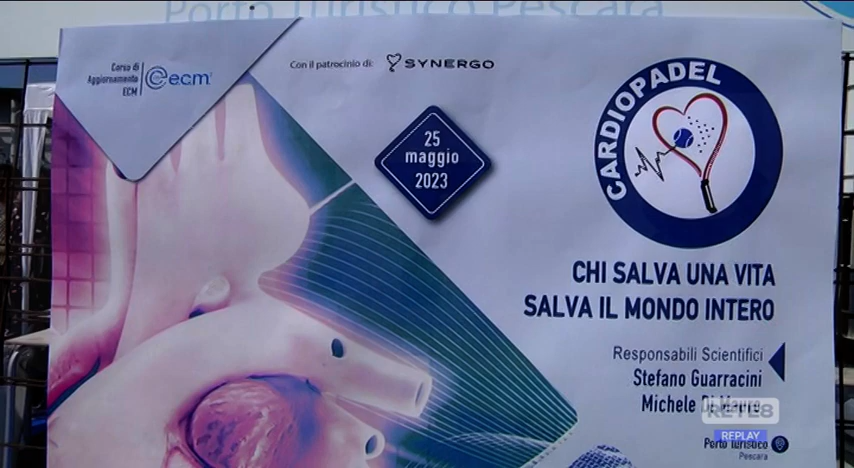 Porto Turistico Pescara
Corso di
Aggiornamento
ECM
ecm
Con il patrocinio di: SYNERGO
25
maggio
2023
CARDIOPADEL
CHI SALVA UNA VITA
SALVA IL MONDO INTERO
Responsabili Scientifici
Stefano Guarracini
Michele Di Mauro
RETE8
REPLAY
Porto Turistico
Pescara